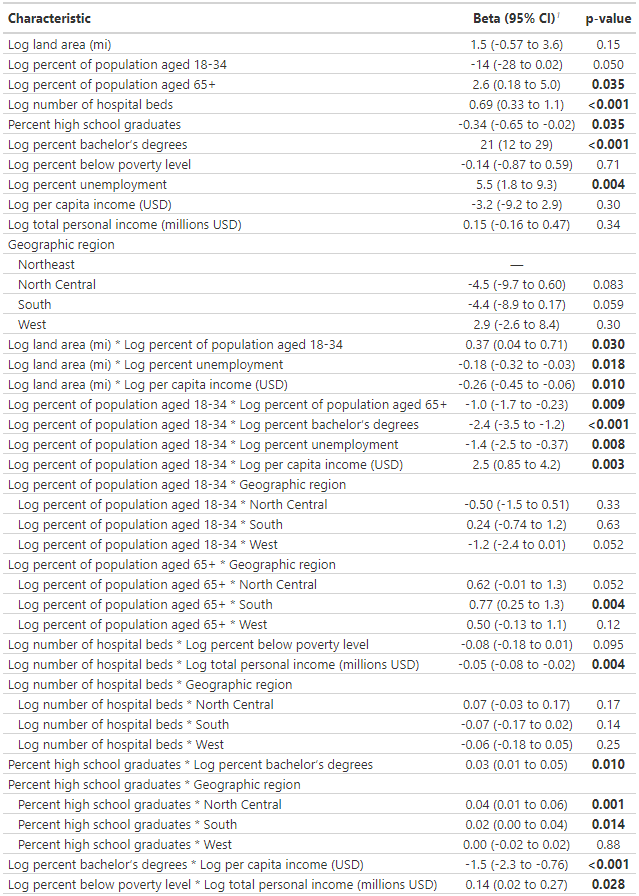 Characteristic Beta (95% CI)¹ p-value
Log land area (mi) 1.5 (-0.57 to 3.6) 0.15
Log percent of population aged 18-34 -14 (-28 to 0.02) 0.050
Log percent of population aged 65+ 2.6 (0.18 to 5.0) 0.035
Log number of hospital beds 0.69 (0.33 to 1.1) <0.001
Percent high school graduates -0.34 (-0.65 to -0.02) 0.035
Log percent bachelor's degrees 21 (12 to 29) <0.001
Log percent below poverty level -0.14 (-0.87 to 0.59) 0.71
Log percent unemployment 5.5 (1.8 to 9.3) 0.004
Log per capita income (USD) -3.2 (-9.2 to 2.9) 0.30
Log total personal income (millions USD) 0.15 (-0.16 to 0.47) 0.34
Geographic region
Northeast —
North Central -4.5 (-9.7 to 0.60) 0.083
South -4.4 (-8.9 to 0.17) 0.059
West 2.9 (-2.6 to 8.4) 0.30
Log land area (mi) * Log percent of population aged 18-34 0.37 (0.04 to 0.71) 0.030
Log land area (mi) * Log percent unemployment -0.18 (-0.32 to -0.03) 0.018
Log land area (mi) * Log per capita income (USD) -0.26 (-0.45 to -0.06) 0.010
Log percent of population aged 18-34 * Log percent of population aged 65+ -1.0 (-1.7 to -0.23) 0.009
Log percent of population aged 18-34 * Log percent bachelor's degrees -2.4 (-3.5 to -1.2) <0.001
Log percent of population aged 18-34 * Log percent unemployment -1.4 (-2.5 to -0.37) 0.008
Log percent of population aged 18-34 * Log per capita income (USD) 2.5 (0.85 to 4.2) 0.003
Log percent of population aged 18-34 * Geographic region
Log percent of population aged 18-34 * North Central -0.50 (-1.5 to 0.51) 0.33
Log percent of population aged 18-34 * South 0.24 (-0.74 to 1.2) 0.63
Log percent of population aged 18-34 * West -1.2 (-2.4 to 0.01) 0.052
Log percent of population aged 65+ * Geographic region
Log percent of population aged 65+ * North Central 0.62 (-0.01 to 1.3) 0.052
Log percent of population aged 65+ * South 0.77 (0.25 to 1.3) 0.004
Log percent of population aged 65+ * West 0.50 (-0.13 to 1.1) 0.12
Log number of hospital beds * Log percent below poverty level -0.08 (-0.18 to 0.01) 0.095
Log number of hospital beds * Log total personal income (millions USD) -0.05 (-0.08 to -0.02) 0.004
Log number of hospital beds * Geographic region
Log number of hospital beds * North Central 0.07 (-0.03 to 0.17) 0.17
Log number of hospital beds * South -0.07 (-0.17 to 0.02) 0.14
Log number of hospital beds * West -0.06 (-0.18 to 0.05) 0.25
Percent high school graduates * Log percent bachelor's degrees 0.03 (0.01 to 0.05) 0.010
Percent high school graduates * Geographic region
Percent high school graduates * North Central 0.04 (0.01 to 0.06) 0.001
Percent high school graduates * South 0.02 (0.00 to 0.04) 0.014
Percent high school graduates * West 0.00 (-0.02 to 0.02) 0.88
Log percent bachelor's degrees * Log per capita income (USD) -1.5 (-2.3 to -0.76) <0.001
Log percent below poverty level * Log total personal income (millions USD) 0.14 (0.02 to 0.27) 0.028